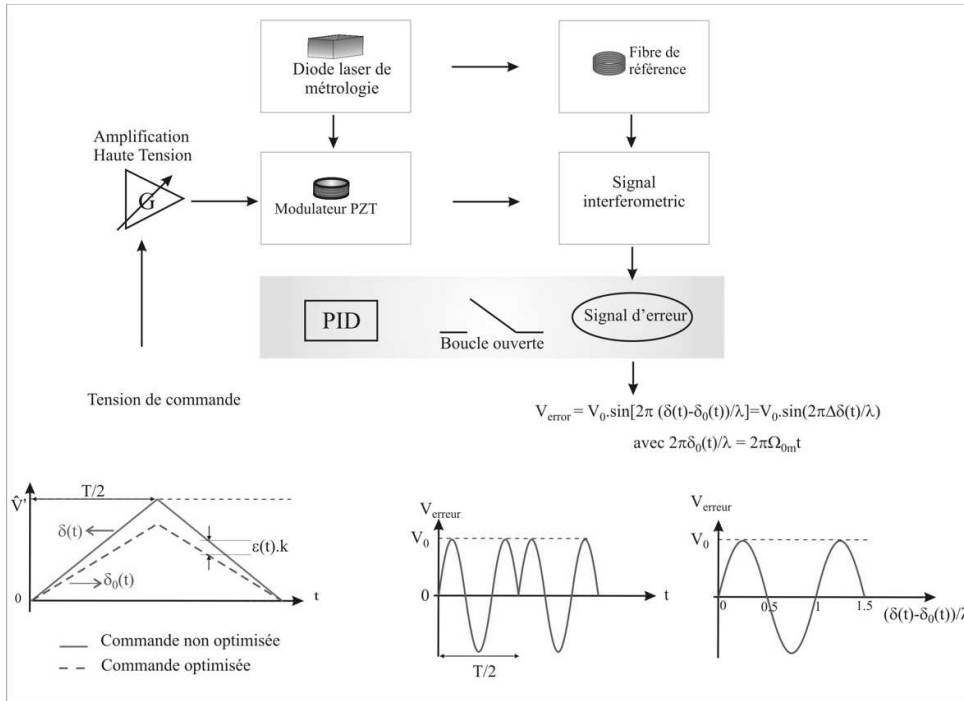 Diode laser de
métrologie
Fibre de
référence
Amplification
Haute Tension
G
Modulateur PZT
Signal
interferometric
PID
Boucle ouverte
Signal d’erreur
Tension de commande
V_error = V_0.sin[2π (δ(t)-δ_0(t))/λ]=V_0.sin(2πΔδ(t)/λ)
avec 2πδ_0(t)/λ = 2πΩ_0m t
T/2
V̂'
δ(t)
ε(t).k
δ_0(t)
0
t
Commande non optimisée
Commande optimisée
V_erreur
V_0
0
t
T/2
V_erreur
V_0
0
0 0.5 1 1.5
(δ(t)-δ_0(t))/λ